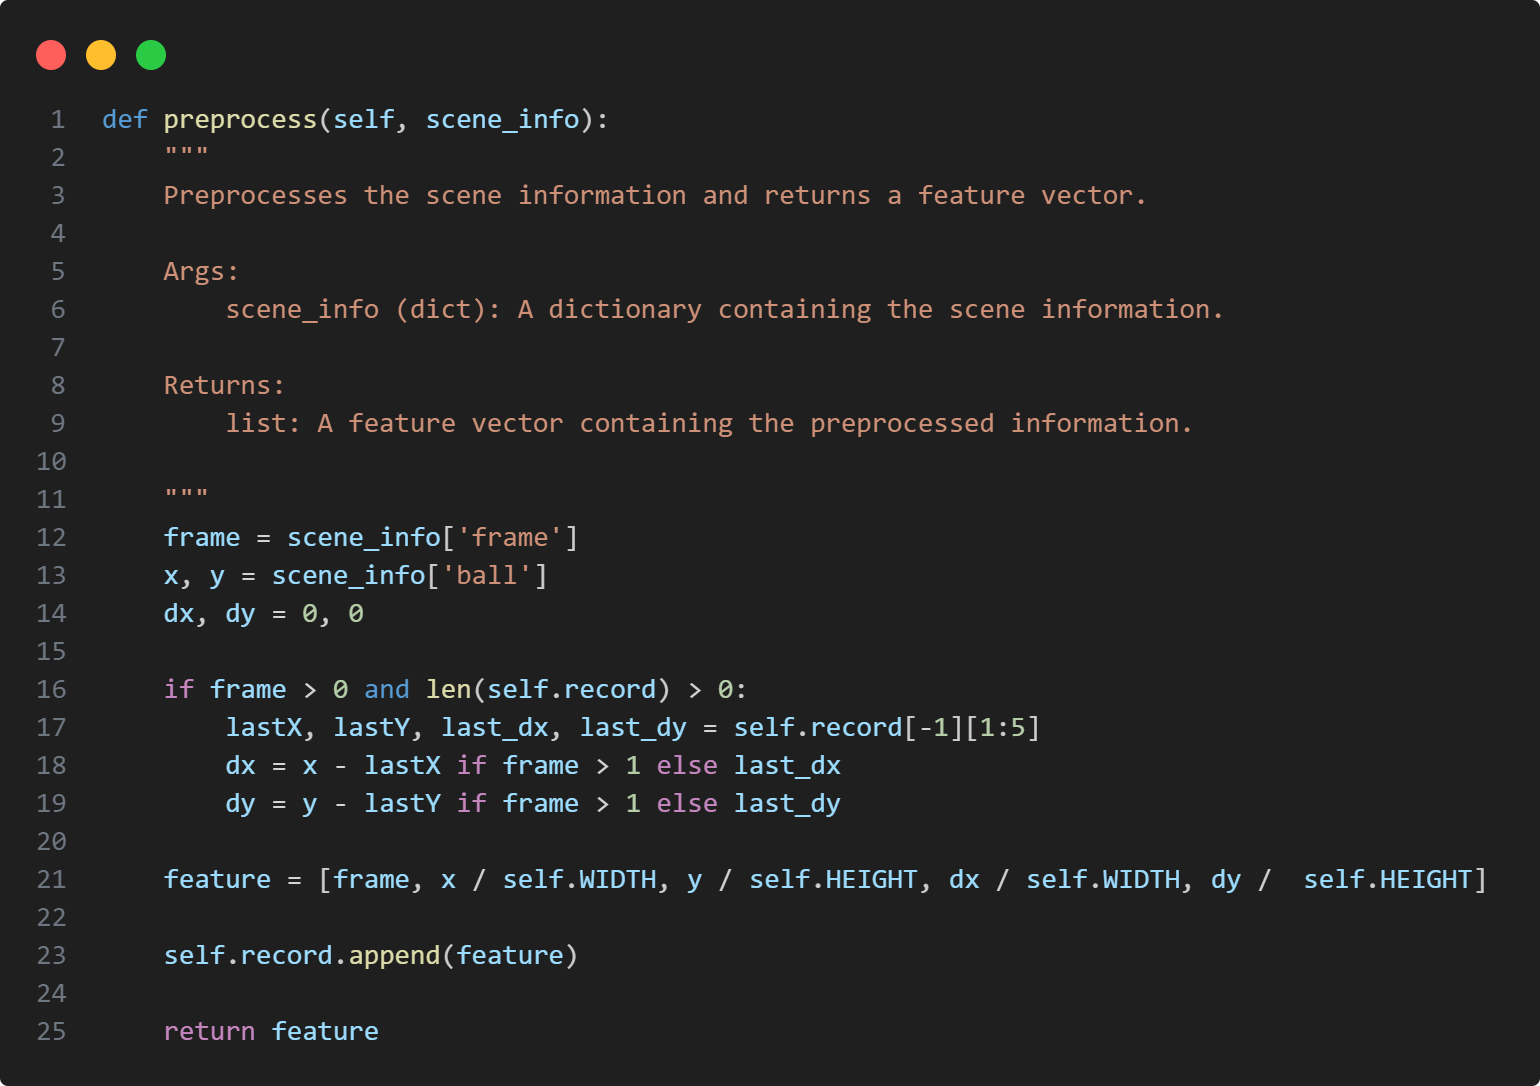 1 def preprocess(self, scene_info):
2     """
3     Preprocesses the scene information and returns a feature vector.
4
5     Args:
6         scene_info (dict): A dictionary containing the scene information.
7
8     Returns:
9         list: A feature vector containing the preprocessed information.
10
11     """
12     frame = scene_info['frame']
13     x, y = scene_info['ball']
14     dx, dy = 0, 0
15
16     if frame > 0 and len(self.record) > 0:
17         lastX, lastY, last_dx, last_dy = self.record[-1][1:5]
18         dx = x - lastX if frame > 1 else last_dx
19         dy = y - lastY if frame > 1 else last_dy
20
21     feature = [frame, x / self.WIDTH, y / self.HEIGHT, dx / self.WIDTH, dy /  self.HEIGHT]
22
23     self.record.append(feature)
24
25     return feature